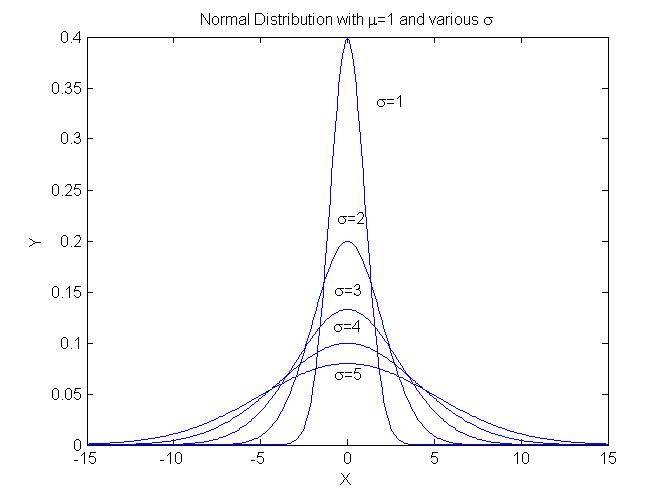 Normal Distribution with μ=1 and various σ
0.4
0.35
0.3
0.25
0.2
0.15
0.1
0.05
0
Y
σ=1
σ=2
σ=3
σ=4
σ=5
-15 -10 -5 0 5 10 15
X